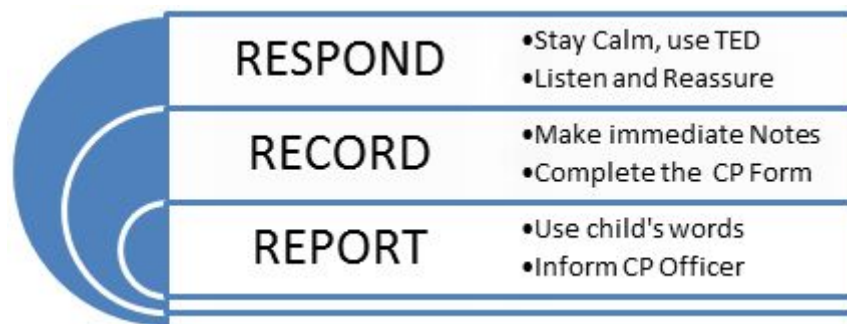 RESPOND
•Stay Calm, use TED
•Listen and Reassure
RECORD
•Make immediate Notes
•Complete the CP Form
REPORT
•Use child's words
•Inform CP Officer